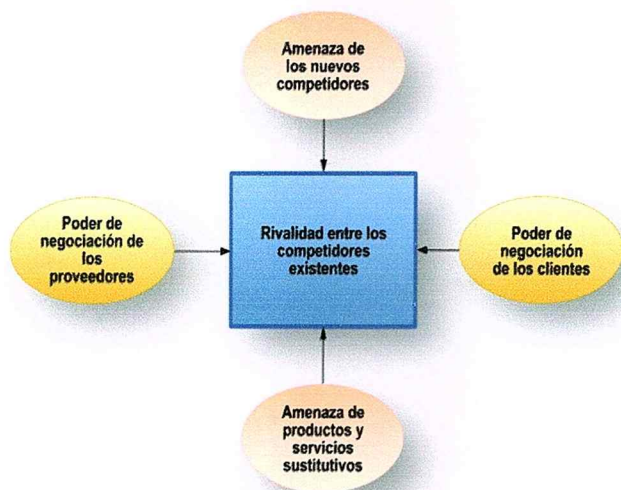 Amenaza de
los nuevos
competidores
Poder de
negociación de
los
proveedores
Rivalidad entre los
competidores
existentes
Poder de
negociación
de los clientes
Amenaza de
productos y
servicios
sustitutivos